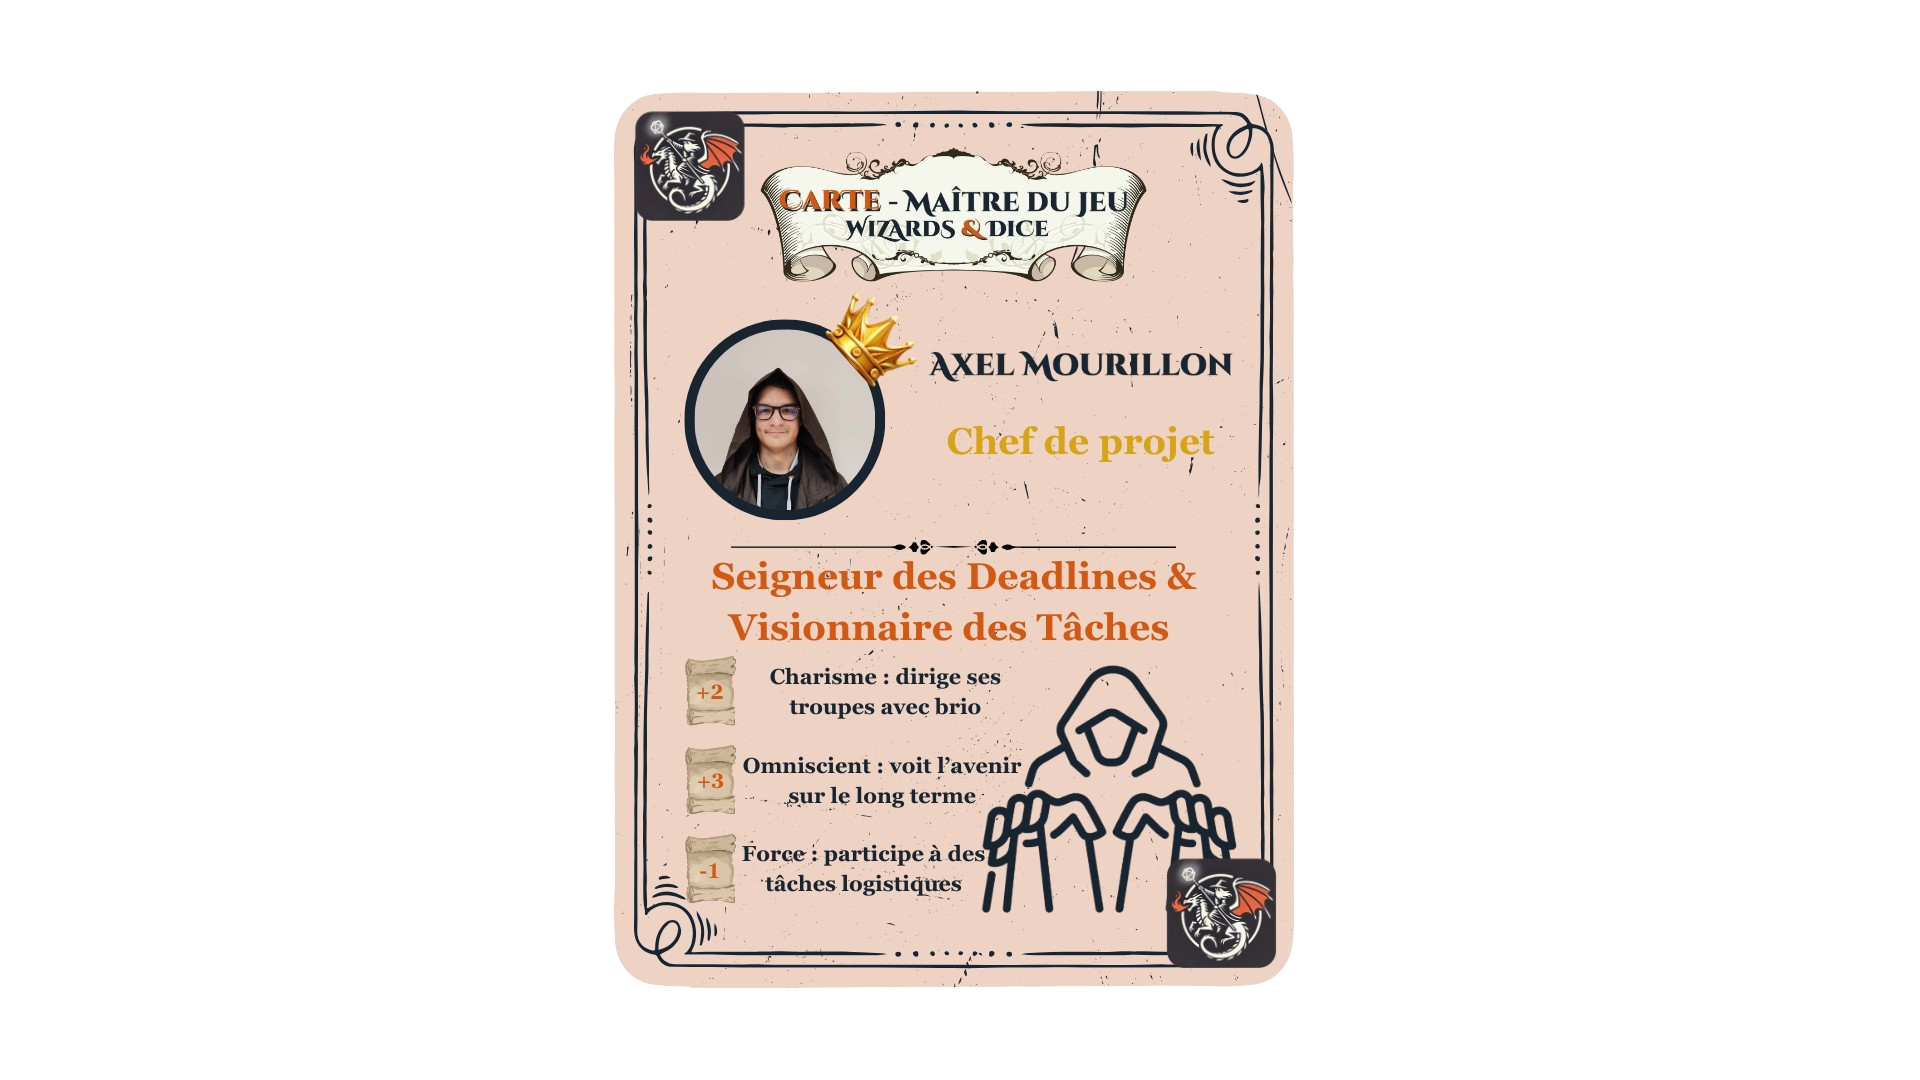 CARTE - MAÎTRE DU JEU
WIZARDS & DICE
AXEL MOURILLON
Chef de projet
Seigneur des Deadlines &
Visionnaire des Tâches
+2
Charisme : dirige ses
troupes avec brio
+3
Omniscient : voit l’avenir
sur le long terme
-1
Force : participe à des
tâches logistiques